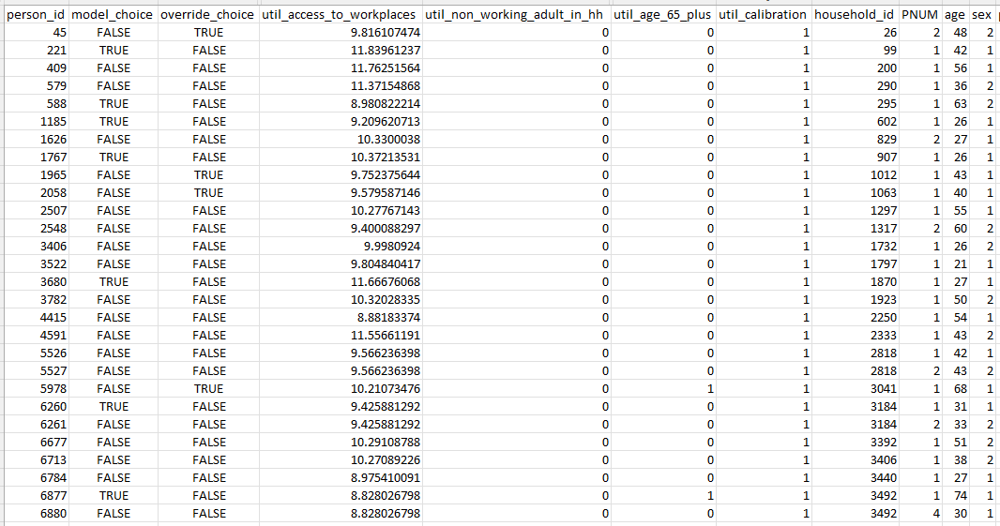 person_id model_choice override_choice util_access_to_workplaces util_non_working_adult_in_hh util_age_65_plus util_calibration household_id PNUM age sex
45 FALSE TRUE 9.816107474 0 0 1 26 2 48 2
221 TRUE FALSE 11.83961237 0 0 1 99 1 42 1
409 FALSE FALSE 11.76251564 0 0 1 200 1 56 1
579 FALSE FALSE 11.37154868 0 0 1 290 1 36 2
588 TRUE FALSE 8.980822214 0 0 1 295 1 63 2
1185 TRUE FALSE 9.209620713 0 0 1 602 1 26 1
1626 FALSE FALSE 10.3300038 0 0 1 829 2 27 1
1767 TRUE FALSE 10.37213531 0 0 1 907 1 26 1
1965 FALSE TRUE 9.752375644 0 0 1 1012 1 43 1
2058 FALSE TRUE 9.579587146 0 0 1 1063 1 40 1
2507 FALSE FALSE 10.27767143 0 0 1 1297 1 55 1
2548 FALSE FALSE 9.400088297 0 0 1 1317 2 60 2
3406 FALSE FALSE 9.9980924 0 0 1 1732 1 26 2
3522 FALSE FALSE 9.804840417 0 0 1 1797 1 21 1
3680 TRUE FALSE 11.66676068 0 0 1 1870 1 27 1
3782 FALSE FALSE 10.32028335 0 0 1 1923 1 50 2
4415 FALSE FALSE 8.88183374 0 0 1 2250 1 54 1
4591 FALSE FALSE 11.55661191 0 0 1 2333 1 43 2
5526 FALSE FALSE 9.566236398 0 0 1 2818 1 42 1
5527 FALSE FALSE 9.566236398 0 0 1 2818 2 43 2
5978 FALSE TRUE 10.21073476 0 1 1 3041 1 68 1
6260 TRUE FALSE 9.425881292 0 0 1 3184 1 31 1
6261 FALSE FALSE 9.425881292 0 0 1 3184 2 33 2
6677 FALSE FALSE 10.29108788 0 0 1 3392 1 51 2
6713 FALSE FALSE 10.27089226 0 0 1 3406 1 38 2
6784 FALSE FALSE 8.975410091 0 0 1 3440 1 27 1
6877 TRUE FALSE 8.828026798 0 1 1 3492 1 74 1
6880 FALSE FALSE 8.828026798 0 0 1 3492 4 30 1